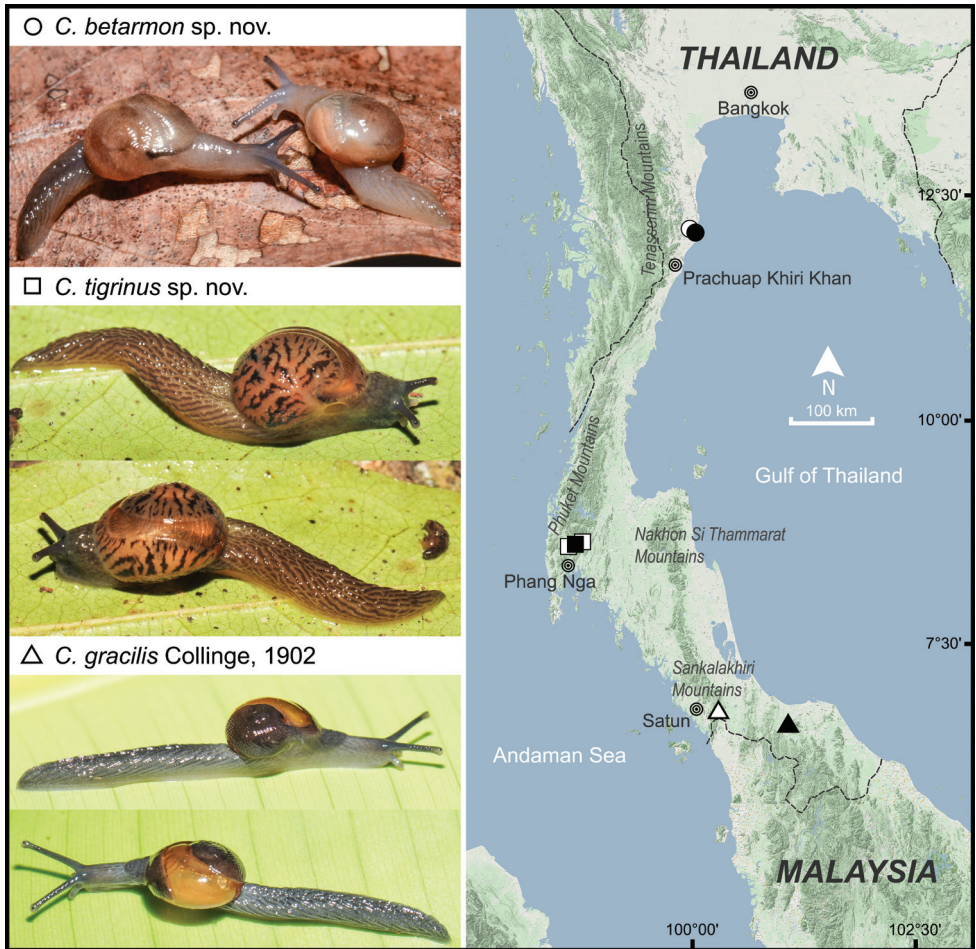 C. betarmon sp. nov.
C. tigrinus sp. nov.
C. gracilis Collinge, 1902
THAILAND
Bangkok
Tenasserim Mountains
12°30'
Prachuap Khiri Khan
N
100 km
10°00'
Gulf of Thailand
Phuket Mountains
Nakhon Si Thammarat
Mountains
Phang Nga
7°30'
Sankalakhiri
Mountains
Satun
Andaman Sea
MALAYSIA
100°00'
102°30'